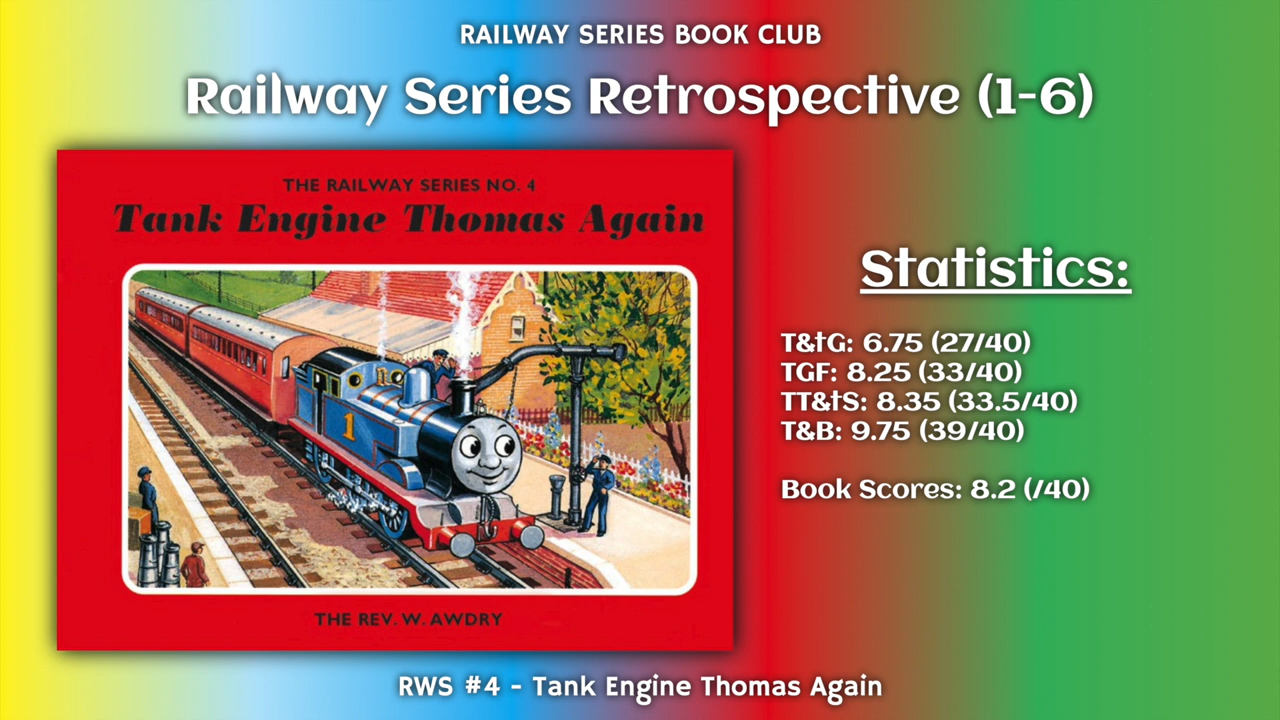 RAILWAY SERIES BOOK CLUB
Railway Series Retrospective (1-6)
THE RAILWAY SERIES NO. 4
Tank Engine Thomas Again
1
THE REV. W. AWDRY
Statistics:
T&tG: 6.75 (27/40)
TGF: 8.25 (33/40)
TT&tS: 8.35 (33.5/40)
T&B: 9.75 (39/40)
Book Scores: 8.2 (/40)
RWS #4 - Tank Engine Thomas Again